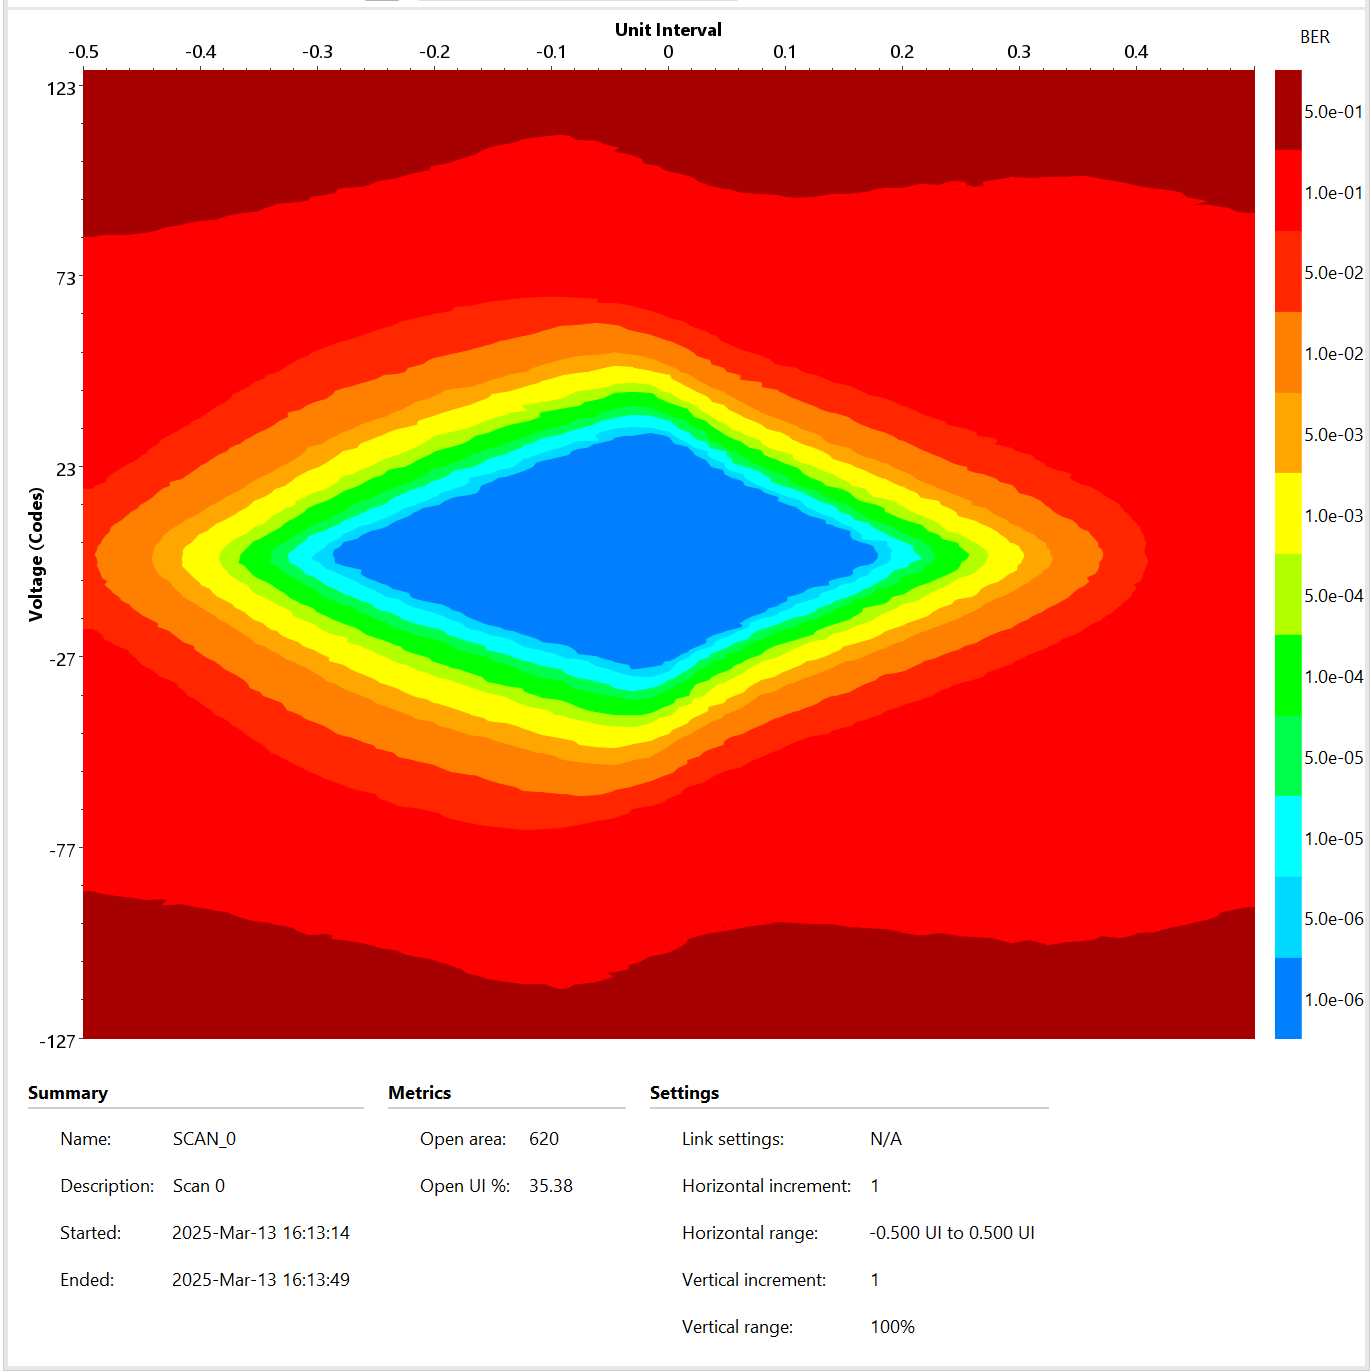 Unit Interval
BER
-0.5 -0.4 -0.3 -0.2 -0.1 0 0.1 0.2 0.3 0.4
123
73
23
-27
-77
-127
Voltage (Codes)
5.0e-01
1.0e-01
5.0e-02
1.0e-02
5.0e-03
1.0e-03
5.0e-04
1.0e-04
5.0e-05
1.0e-05
5.0e-06
1.0e-06
Summary
Name: SCAN_0
Description: Scan 0
Started: 2025-Mar-13 16:13:14
Ended: 2025-Mar-13 16:13:49
Metrics
Open area: 620
Open UI %: 35.38
Settings
Link settings: N/A
Horizontal increment: 1
Horizontal range: -0.500 UI to 0.500 UI
Vertical increment: 1
Vertical range: 100%